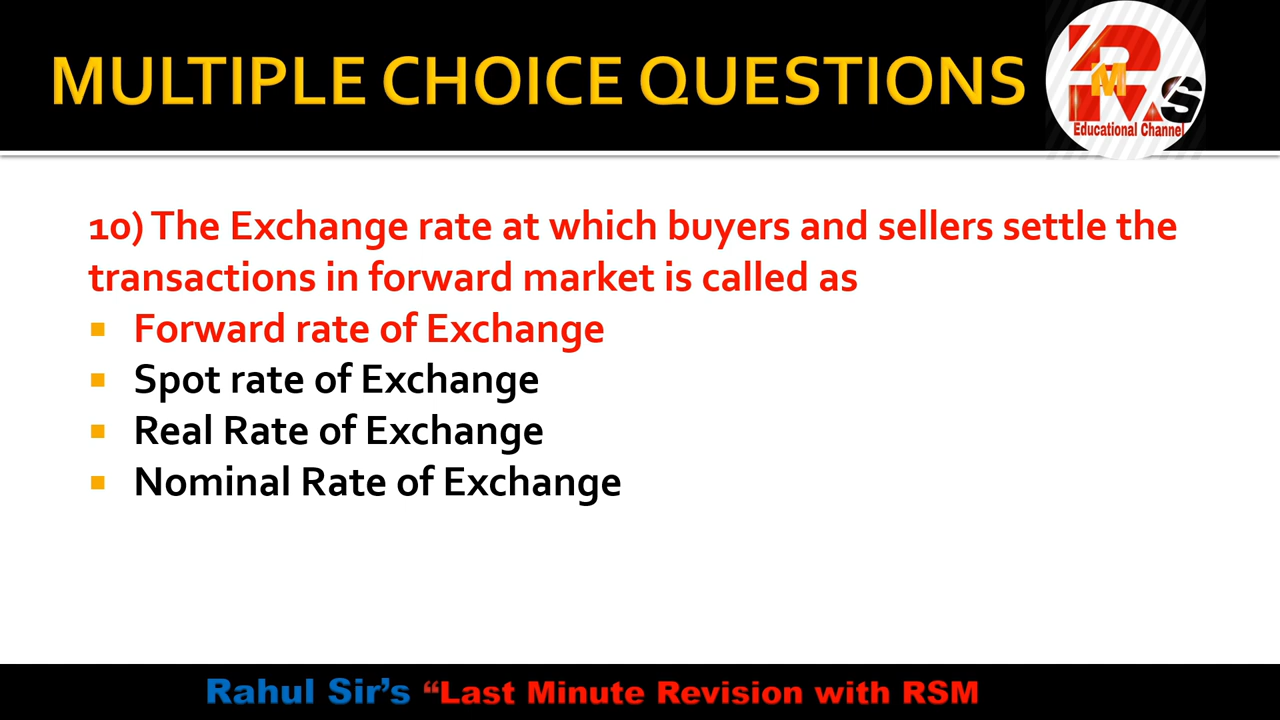 MULTIPLE CHOICE QUESTIONS
RMS
Educational Channel
10) The Exchange rate at which buyers and sellers settle the
transactions in forward market is called as
Forward rate of Exchange
Spot rate of Exchange
Real Rate of Exchange
Nominal Rate of Exchange
Rahul Sir’s “Last Minute Revision with RSM